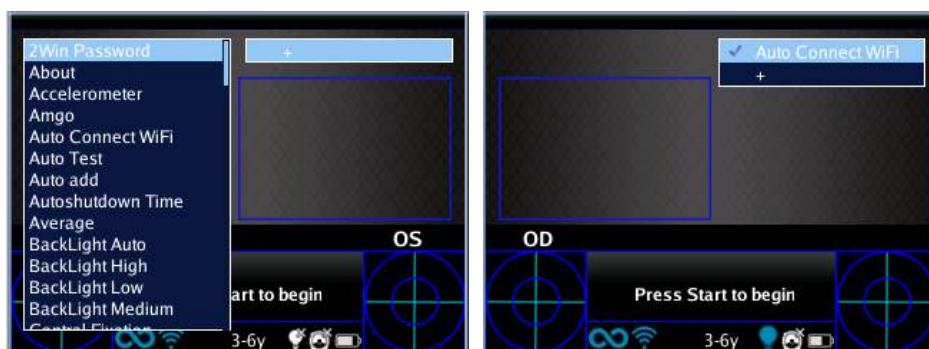 2Win Password
About
Accelerometer
Amgo
Auto Connect WiFi
Auto Test
Auto add
Autoshutdown Time
Average
BackLight Auto
BackLight High
BackLight Low
BackLight Medium
Central Fixation
+
OS
art to begin
3-6y
✓ Auto Connect WiFi
+
OD
Press Start to begin
3-6y